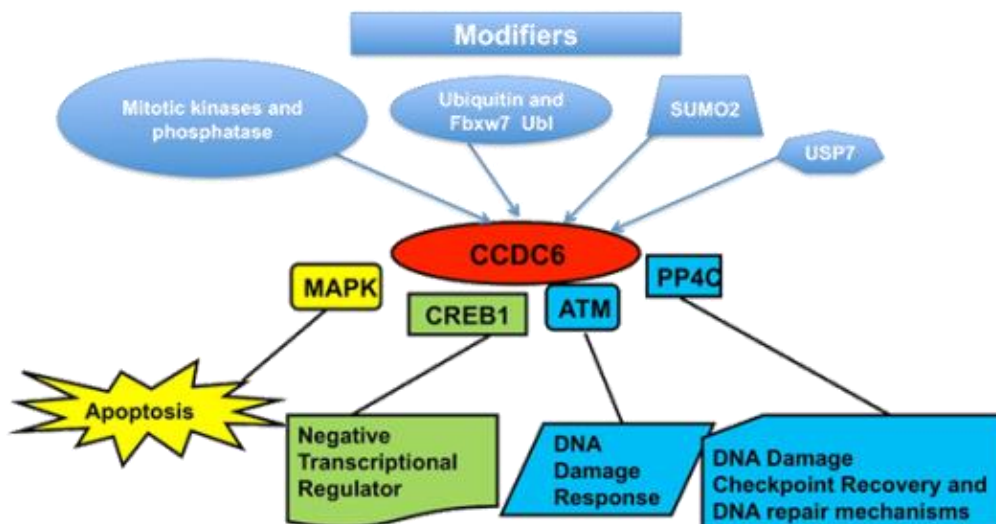 Modifiers
Mitotic kinases and
phosphatase
Ubiquitin and
Fbxw7 Ubl
SUMO2
USP7
CCDC6
MAPK
CREB1
ATM
PP4C
Apoptosis
Negative
Transcriptional
Regulator
DNA
Damage
Response
DNA Damage
Checkpoint Recovery and
DNA repair mechanisms